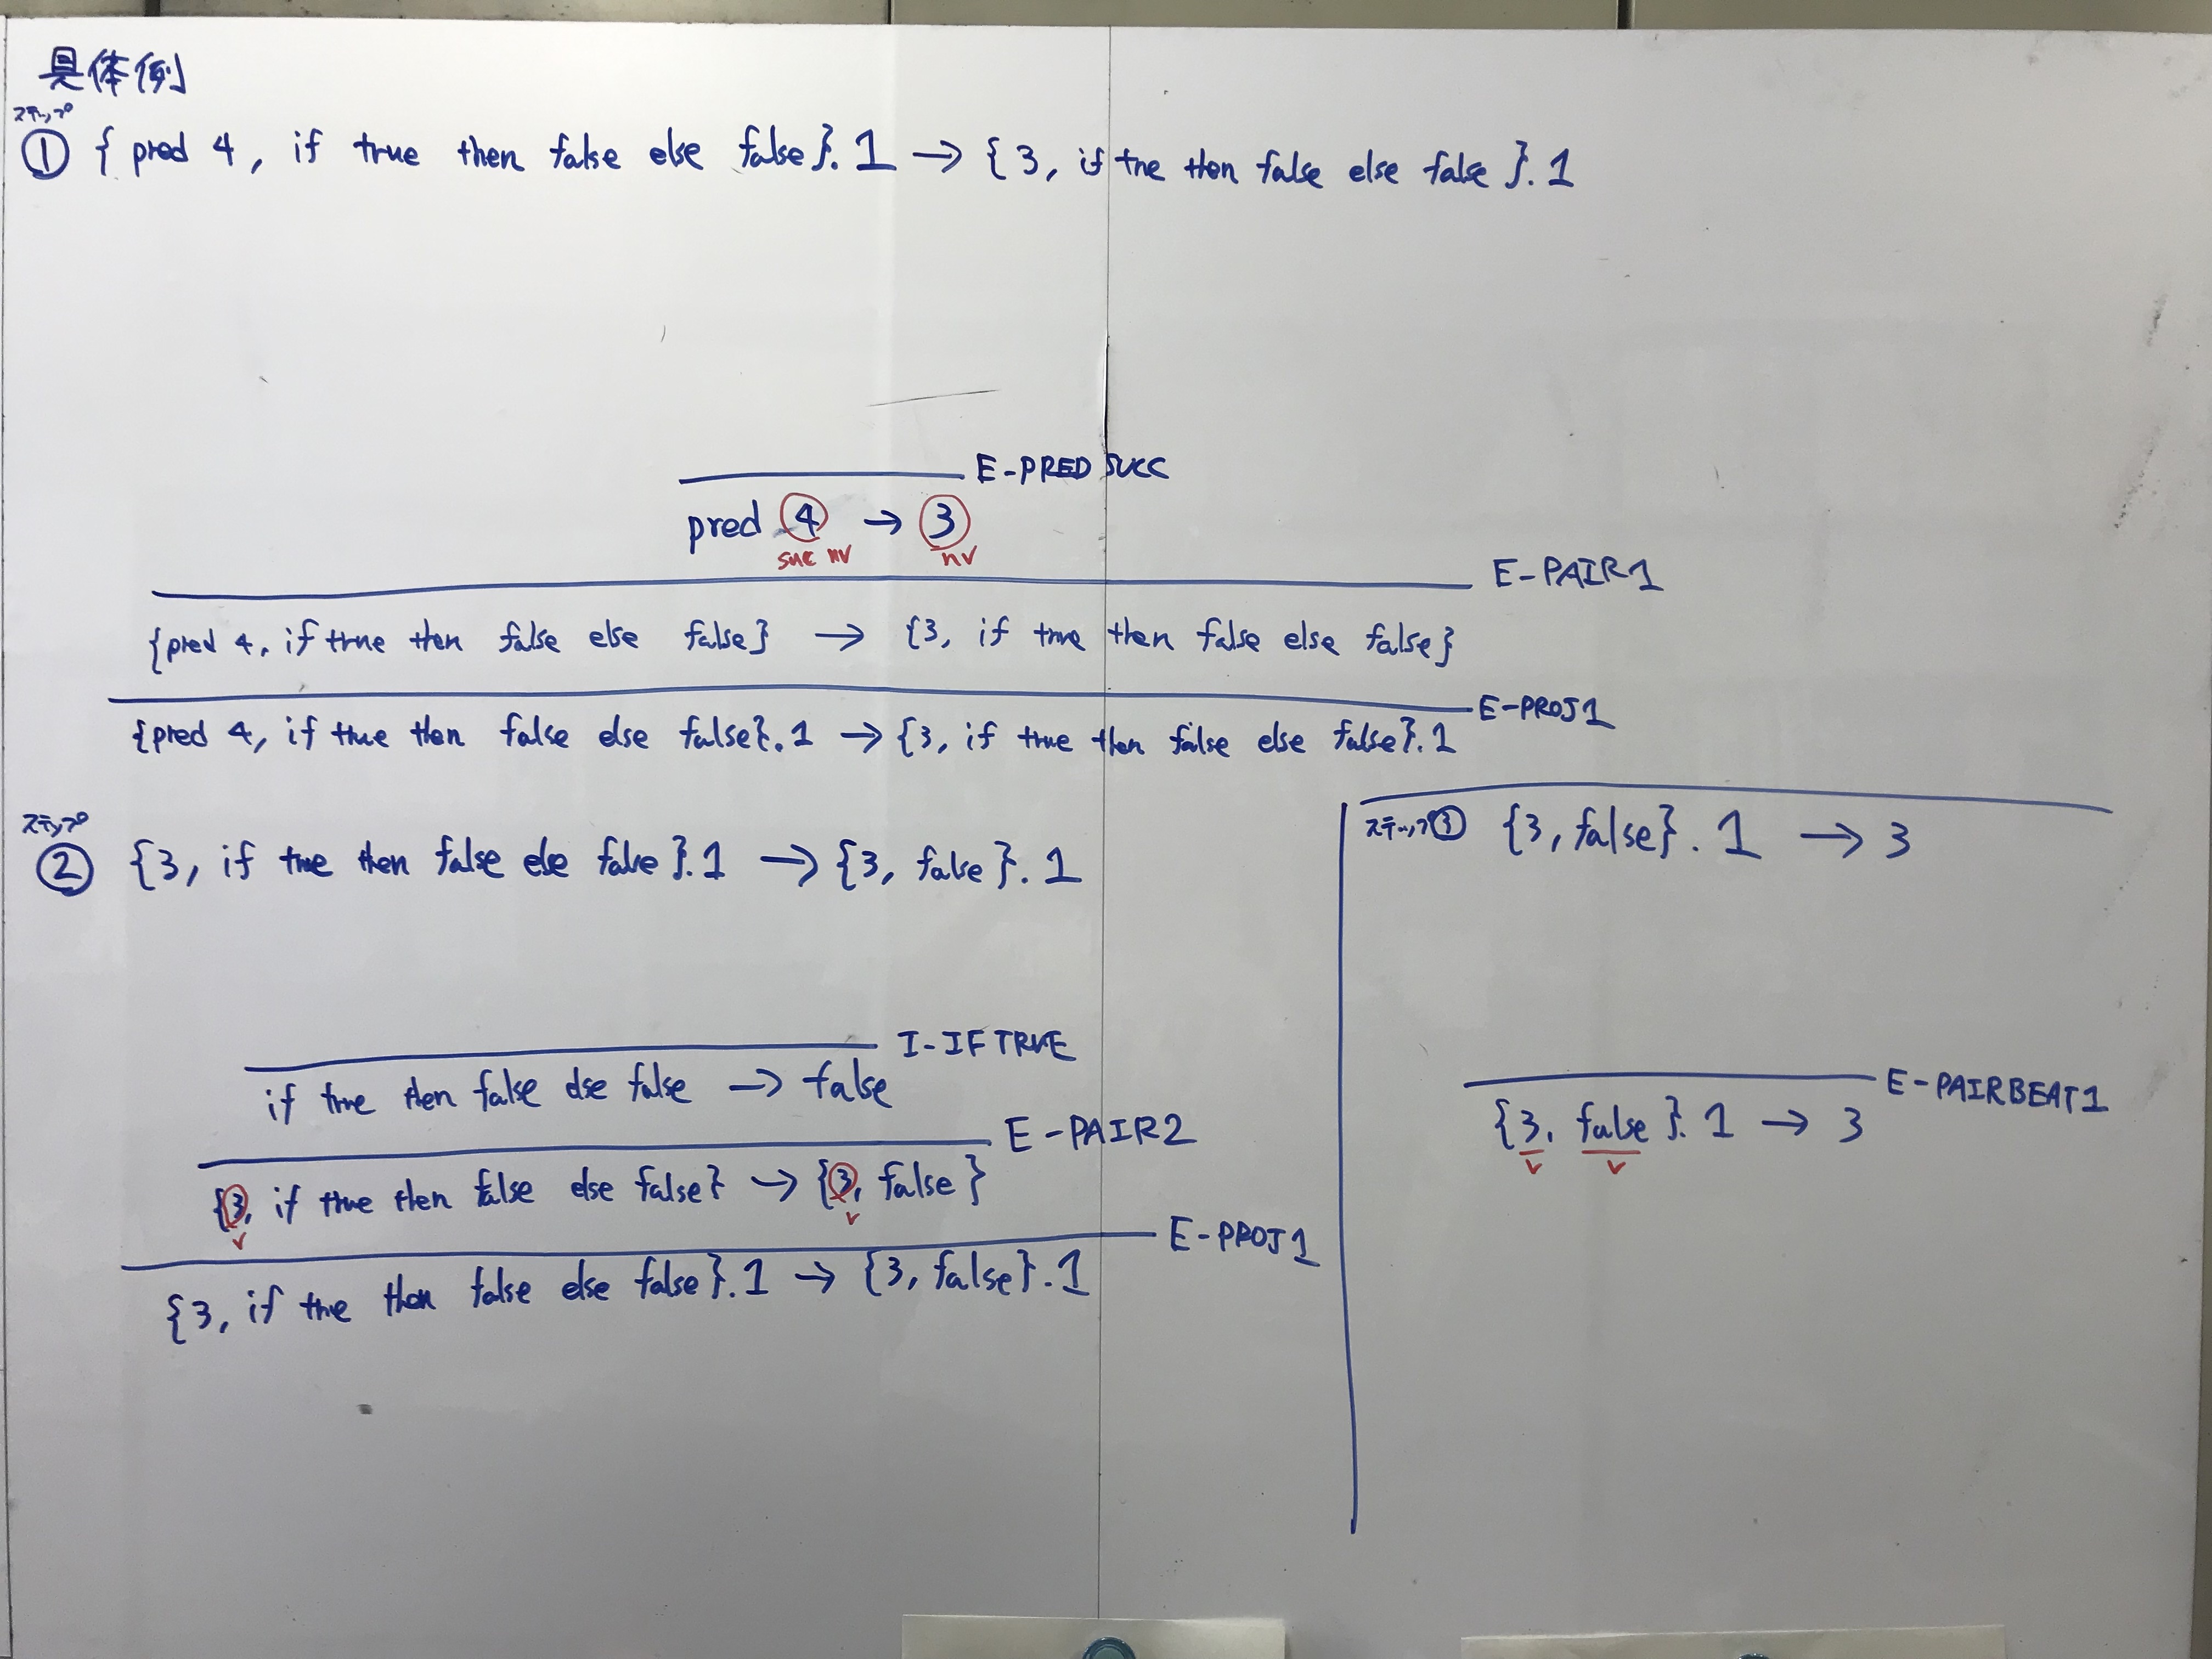 具体例
ステップ
① { pred 4, if true then false else false}.1 → {3, if true then false else false}.1
E-PRED SUCC
pred 4 → 3
suc nv nv
E-PAIR1
{pred 4, if true then false else false} → {3, if true then false else false}
E-PROJ1
{pred 4, if true then false else false}.1 → {3, if true then false else false}.1
ステップ
② {3, if true then false else false}.1 → {3, false}.1
I-IFTRUE
if true then false else false → false
E-PAIR2
{3, if true then false else false} → {3, false}
v v
E-PROJ1
{3, if true then false else false}.1 → {3, false}.1
ステップ③ {3, false}.1 → 3
E-PAIRBEAT1
{3, false}.1 → 3
v v